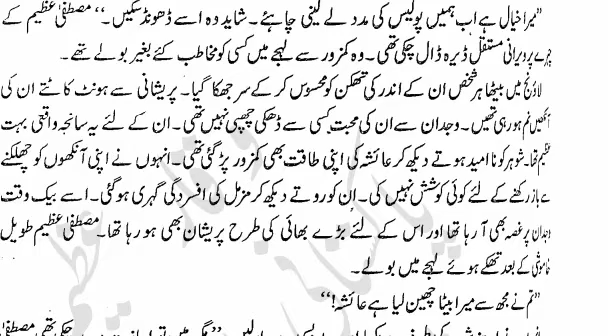 ”میرا خیال ہے اب ہمیں پولیس کی مدد لے لینی چاہئے۔ شاید وہ اسے ڈھونڈ سکیں۔“ مصطفیٰ عظیم کے
چہرے پر ویرانی مستقل ڈیرہ ڈال چکی تھی۔ وہ کمزور سے لہجے میں کسی کو مخاطب کئے بغیر بولے تھے۔
لاؤنج میں بیٹھا ہر شخص ان کے اندر کی تھکن کو محسوس کر کے سر جھکا گیا۔ پریشانی سے ہونٹ کاٹتے ان کی
آنکھیں نم ہو رہی تھیں۔ وجدان سے ان کی محبت کسی سے ڈھکی چھپی نہیں تھی۔ ان کے لئے یہ سانحہ واقعی بہت
عظیم تھا۔ شوہر کو نا امید ہوتے دیکھ کر عائشہ کی اپنی طاقت بھی کمزور پڑ گئی تھی۔ انہوں نے اپنی آنکھوں کو چھلکنے
سے باز رکھنے کے لئے کوئی کوشش نہیں کی۔ ان کو روتے دیکھ کر مزمل کی افسردگی گہری ہو گئی۔ اسے بیک وقت
وجدان پر غصہ بھی آ رہا تھا اور اس کے لئے بڑے بھائی کی طرح پریشان بھی ہو رہا تھا۔ مصطفیٰ عظیم طویل
خاموشی کے بعد تھکے ہوئے لہجے میں بولے۔
”تم نے مجھ سے میرا بیٹا چھین لیا ہے عائشہ!“